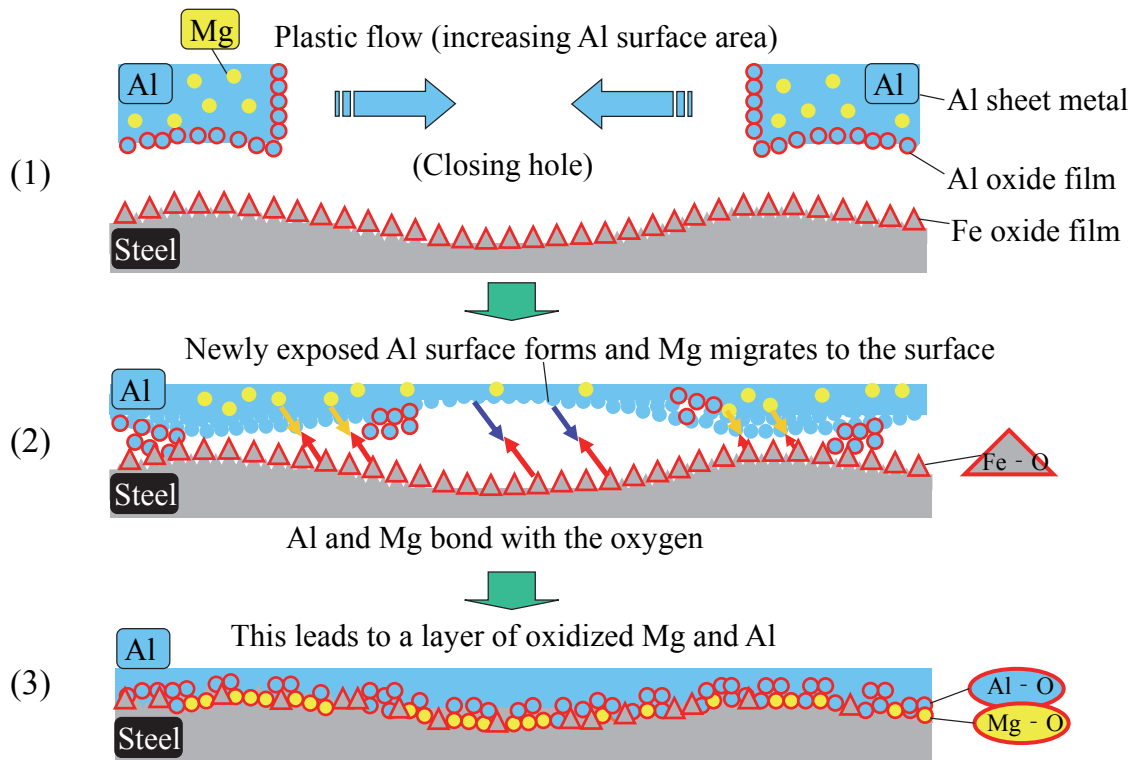 Mg
Plastic flow (increasing Al surface area)
Al
Al
Al sheet metal
(1)
(Closing hole)
Al oxide film
Fe oxide film
Steel
Newly exposed Al surface forms and Mg migrates to the surface
Al
(2)
Fe - O
Steel
Al and Mg bond with the oxygen
This leads to a layer of oxidized Mg and Al
Al
(3)
Al - O
Mg - O
Steel